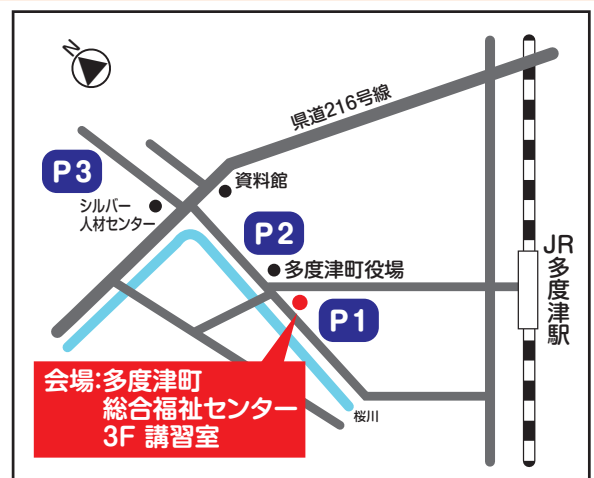 N
県道216号線
P3
資料館
シルバー
人材センター
P2
多度津町役場
JR多度津駅
P1
会場:多度津町
総合福祉センター
3F 講習室
桜川